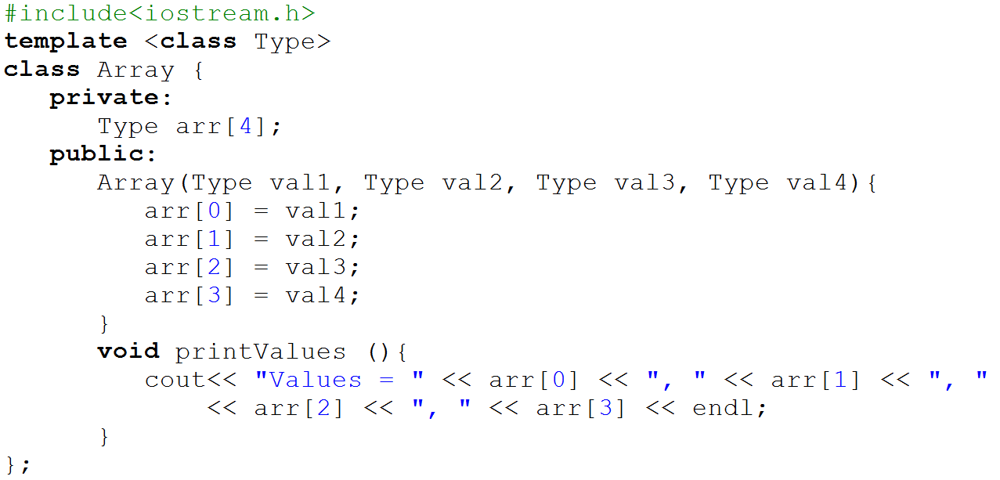 #include<iostream.h>
template <class Type>
class Array {
   private:
      Type arr[4];
   public:
      Array(Type val1, Type val2, Type val3, Type val4){
         arr[0] = val1;
         arr[1] = val2;
         arr[2] = val3;
         arr[3] = val4;
      }
      void printValues (){
         cout<< "Values = " << arr[0] << ", " << arr[1] << ", "
             << arr[2] << ", " << arr[3] << endl;
      }
};